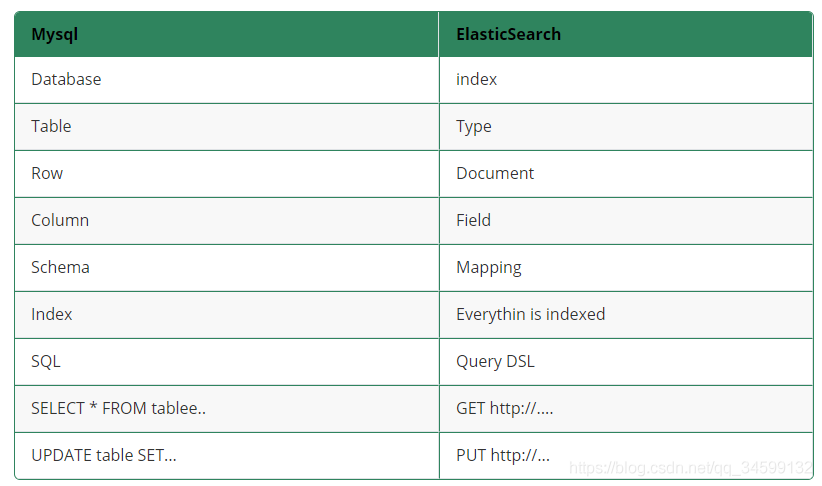 Mysql ElasticSearch
Database index
Table Type
Row Document
Column Field
Schema Mapping
Index Everythin is indexed
SQL Query DSL
SELECT * FROM tablee.. GET http://....
UPDATE table SET... PUT http://...
https://blog.csdn.net/qq_34599132